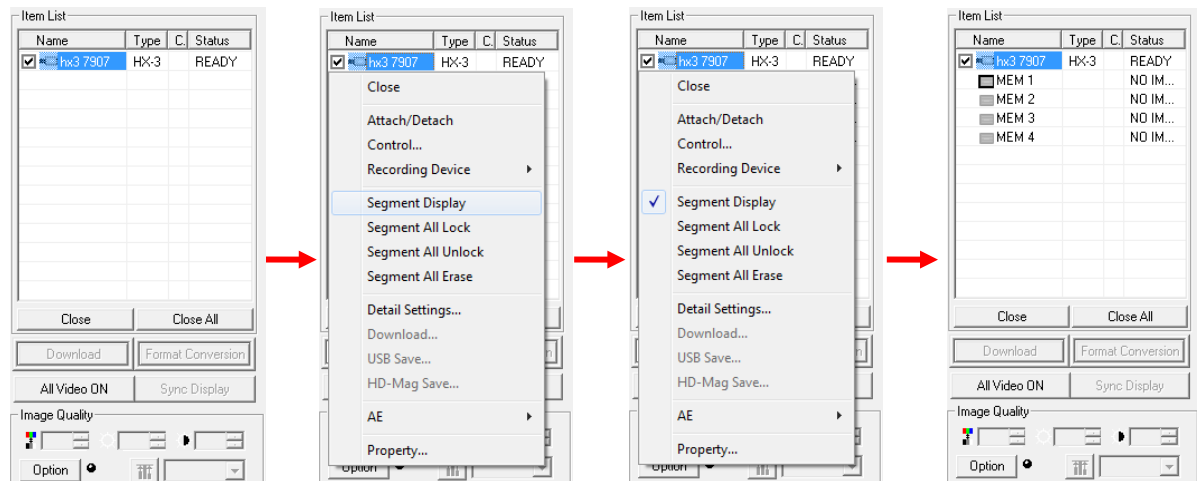 Item List
Name Type C. Status
hx3 7907 HX-3 READY
Close Close All
Download Format Conversion
All Video ON Sync Display
Image Quality
Option
Item List
Name Type C. Status
hx3 7907 HX-3 READY
Close
Attach/Detach
Control...
Recording Device
Segment Display
Segment All Lock
Segment All Unlock
Segment All Erase
Detail Settings...
Download...
USB Save...
HD-Mag Save...
AE
Property...
Option
Item List
Name Type C. Status
hx3 7907 HX-3 READY
Close
Attach/Detach
Control...
Recording Device
Segment Display
Segment All Lock
Segment All Unlock
Segment All Erase
Detail Settings...
Download...
USB Save...
HD-Mag Save...
AE
Property...
Option
Item List
Name Type C. Status
hx3 7907 HX-3 READY
MEM 1 NO IM...
MEM 2 NO IM...
MEM 3 NO IM...
MEM 4 NO IM...
Close Close All
Download Format Conversion
All Video ON Sync Display
Image Quality
Option